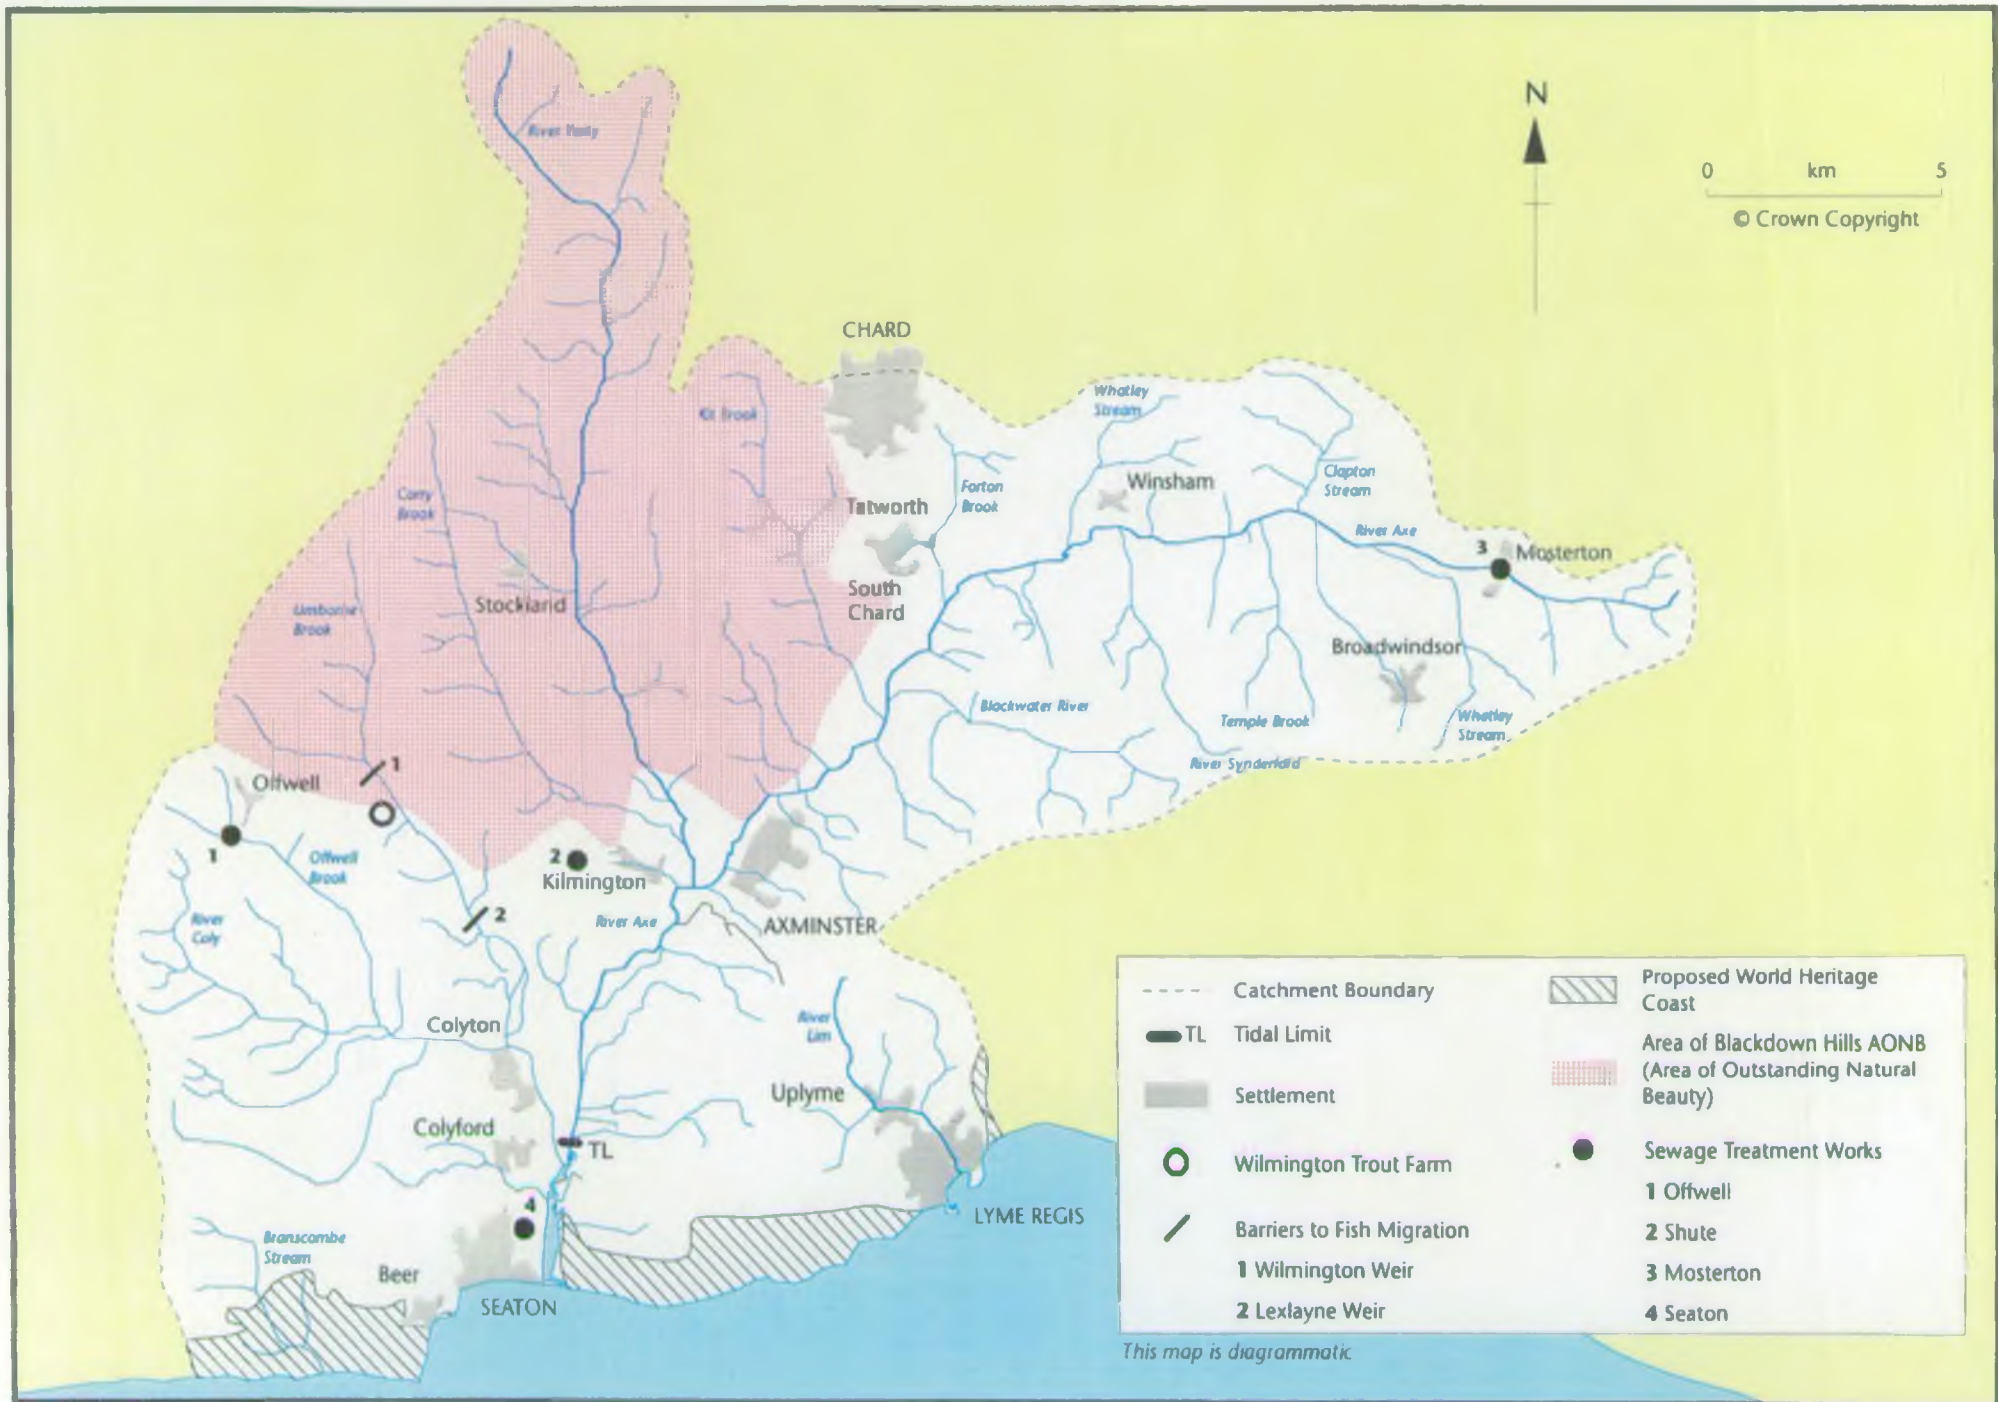 N
0 km 5
© Crown Copyright
River Yarty
CHARD
Kit Brook
Whatley
Stream
Winsham
Clapton
Stream
Corry
Brook
Forton
Brook
Tatworth
River Axe
3 Mosterton
South
Chard
Stockland
Umborne
Brook
Broadwindsor
Blackwater River
Temple Brook
Whatley
Stream
River Synderford
1
Offwell
1
Offwell
Brook
2
Kilmington
2
River
Coly
River Axe
AXMINSTER
River
Lim
Colyton
Uplyme
Colyford
TL
4
LYME REGIS
Branscombe
Stream
Beer
SEATON
Catchment Boundary
TL Tidal Limit
Settlement
Wilmington Trout Farm
Barriers to Fish Migration
1 Wilmington Weir
2 Lexlayne Weir
Proposed World Heritage
Coast
Area of Blackdown Hills AONB
(Area of Outstanding Natural
Beauty)
Sewage Treatment Works
1 Offwell
2 Shute
3 Mosterton
4 Seaton
This map is diagrammatic